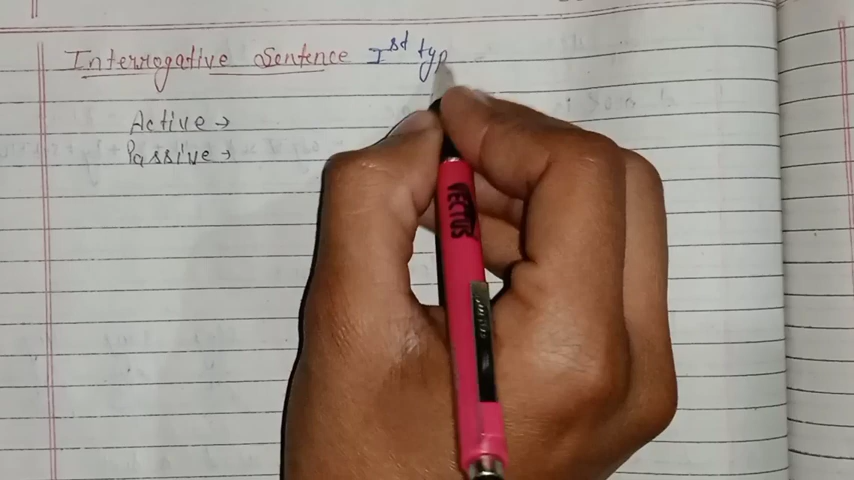 Interrogative Sentence Ist typ
Active →
Passive →
VECTUS